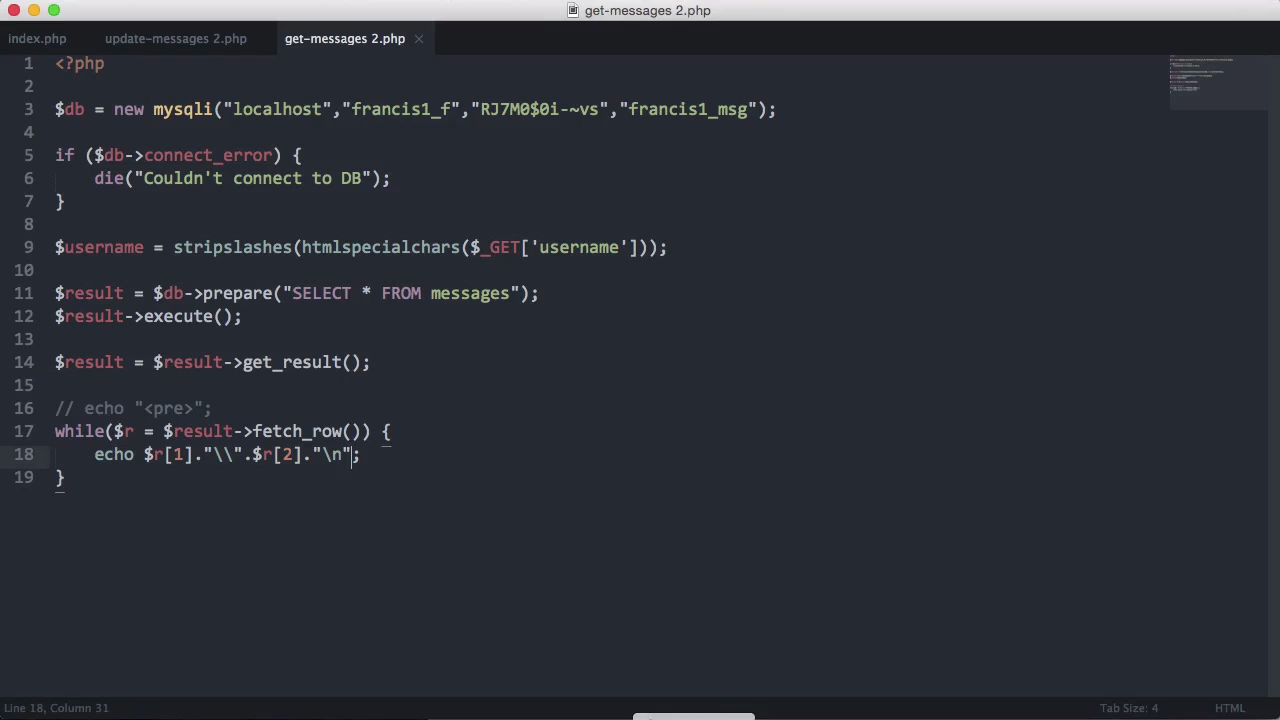 get-messages 2.php
index.php update-messages 2.php get-messages 2.php ×
1 <?php
2
3 $db = new mysqli("localhost","francis1_f","RJ7M0$0i-~vs","francis1_msg");
4
5 if ($db->connect_error) {
6     die("Couldn't connect to DB");
7 }
8
9 $username = stripslashes(htmlspecialchars($_GET['username']));
10
11 $result = $db->prepare("SELECT * FROM messages");
12 $result->execute();
13
14 $result = $result->get_result();
15
16 // echo "<pre>";
17 while($r = $result->fetch_row()) {
18     echo $r[1]."\\".$r[2]."\n";
19 }
Line 18, Column 31 Tab Size: 4 HTML